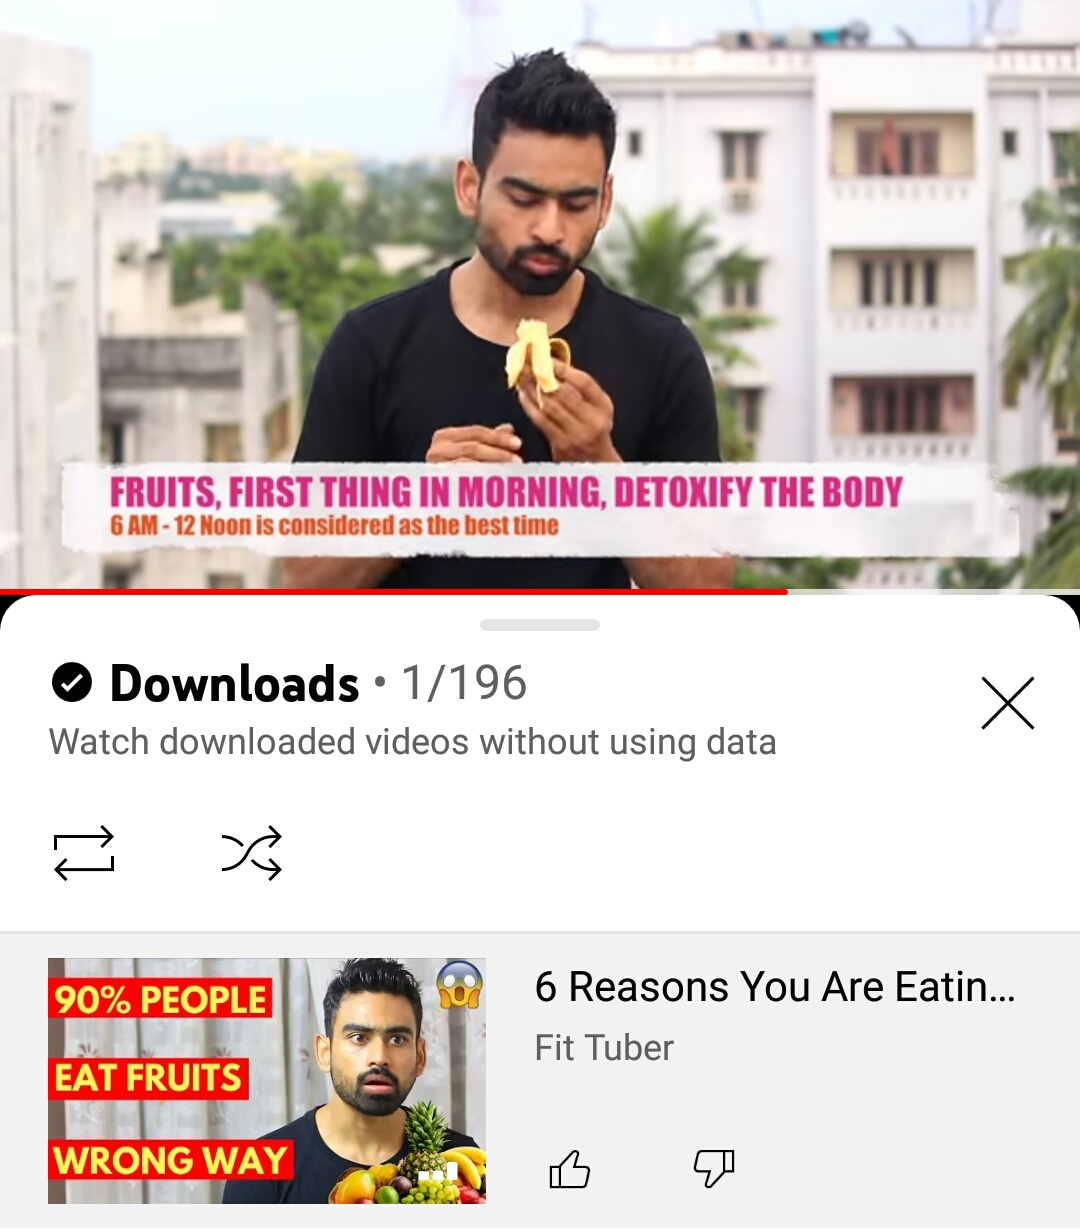 FRUITS, FIRST THING IN MORNING, DETOXIFY THE BODY
6 AM - 12 Noon is considered as the best time
Downloads • 1/196
Watch downloaded videos without using data
90% PEOPLE
EAT FRUITS
WRONG WAY
6 Reasons You Are Eatin...
Fit Tuber